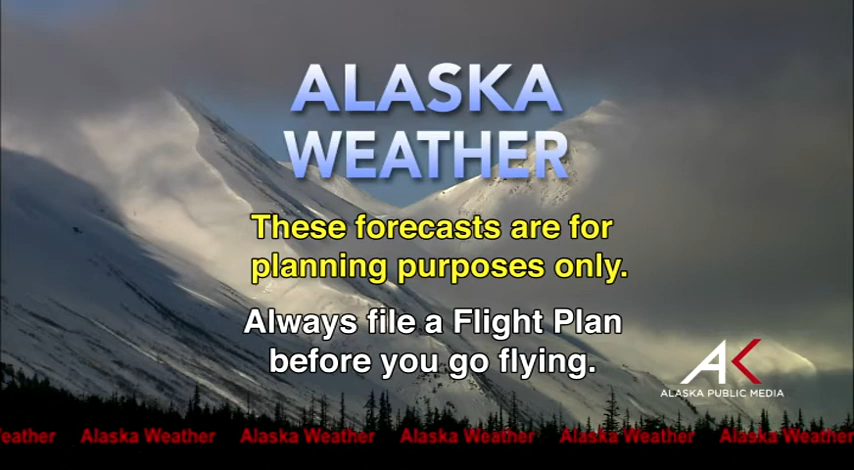 ALASKA
WEATHER
These forecasts are for
planning purposes only.
Always file a Flight Plan
before you go flying.
AK
ALASKA PUBLIC MEDIA
eather Alaska Weather Alaska Weather Alaska Weather Alaska Weather Alaska Weather